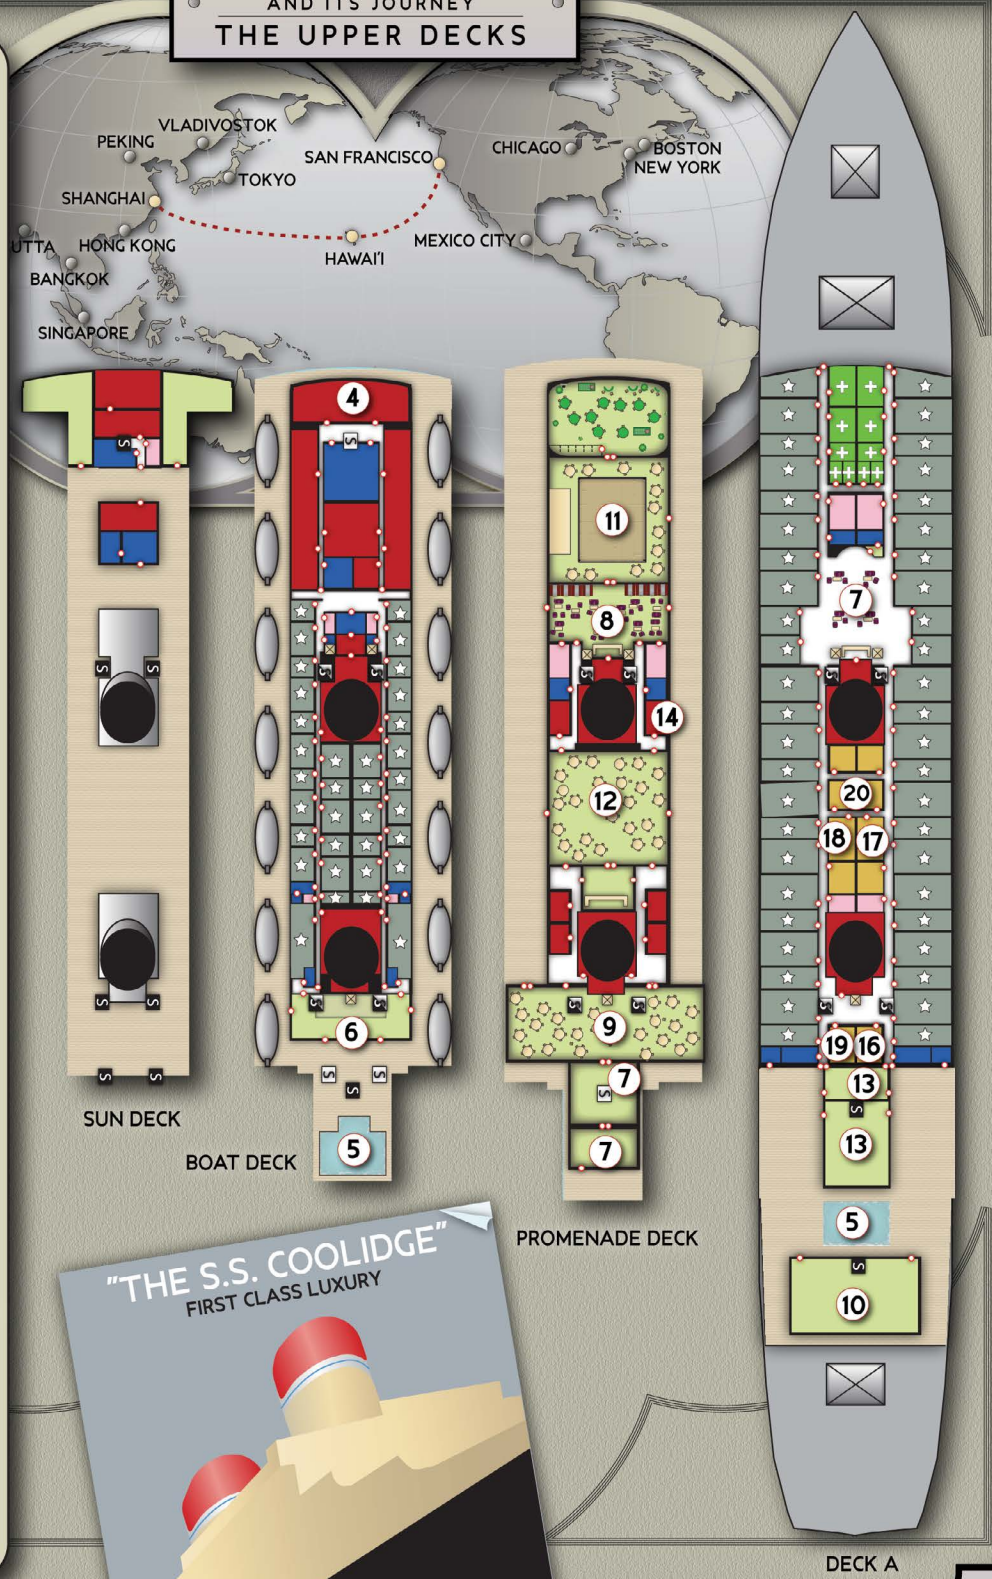 AND ITS JOURNEY
THE UPPER DECKS
VLADIVOSTOK
PEKING
SAN FRANCISCO
CHICAGO
BOSTON
NEW YORK
TOKYO
SHANGHAI
UTTA
HONG KONG
HAWAI'I
MEXICO CITY
BANGKOK
SINGAPORE
4
S
S
11
7
8
S
S
S
S
S
S
S
S
14
12
20
18
17
S
S
S
S
S
S
S
S
6
9
19
16
S
S
S
S
S
7
S
13
S
SUN DECK
5
BOAT DECK
7
13
PROMENADE DECK
5
S
10
"THE S.S. COOLIDGE"
FIRST CLASS LUXURY
DECK A